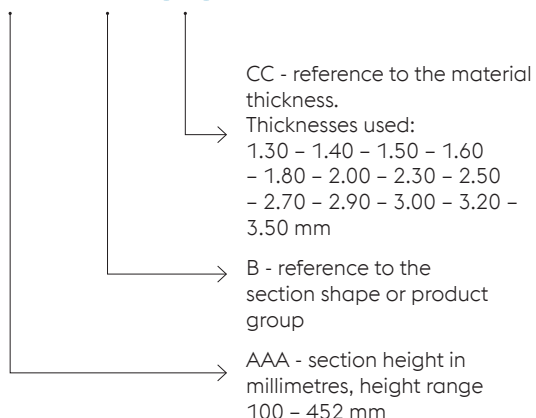 CC - reference to the material
thickness.
Thicknesses used:
1.30 – 1.40 – 1.50 – 1.60
– 1.80 – 2.00 – 2.30 – 2.50
– 2.70 – 2.90 – 3.00 – 3.20 –
3.50 mm
B - reference to the
section shape or product
group
AAA - section height in
millimetres, height range
100 – 452 mm